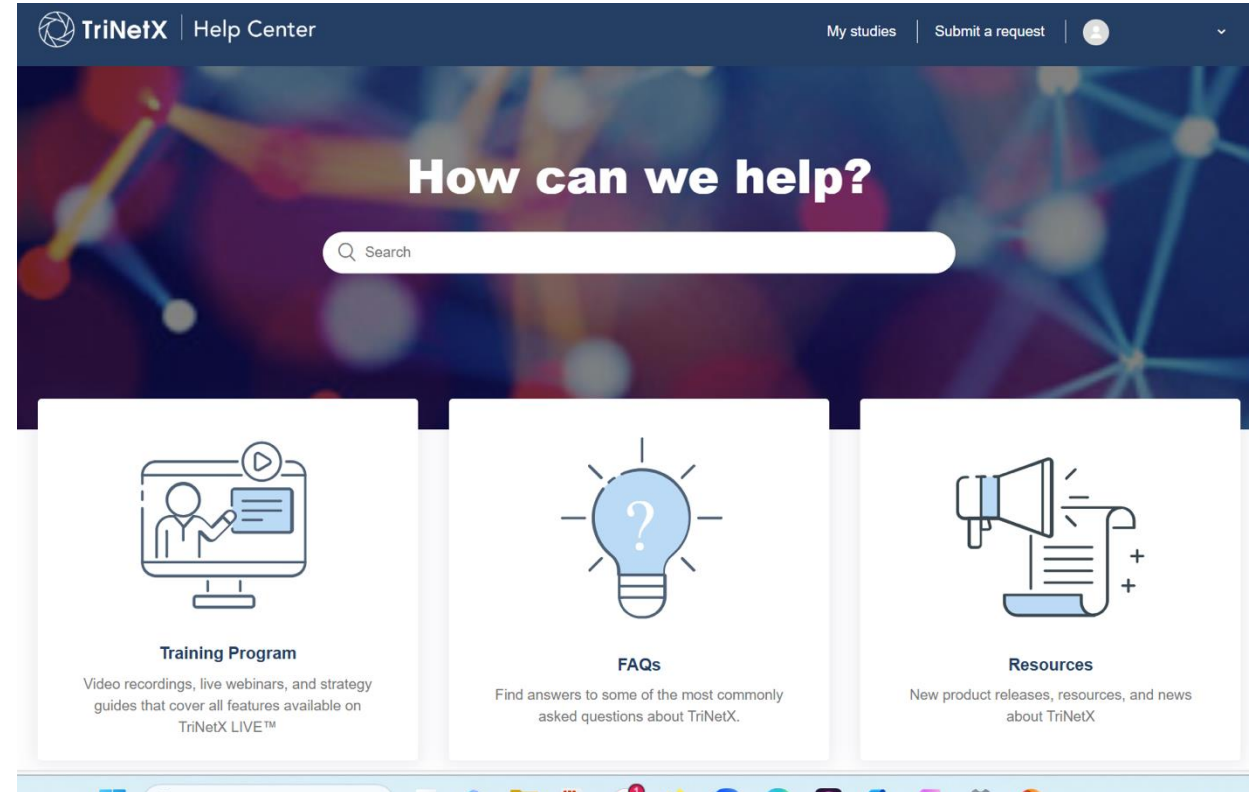 TriNetX Help Center
My studies
Submit a request
How can we help?
Search
?
Training Program
Video recordings, live webinars, and strategy
guides that cover all features available on
TriNetX LIVE™
FAQs
Find answers to some of the most commonly
asked questions about TriNetX.
Resources
New product releases, resources, and news
about TriNetX
1